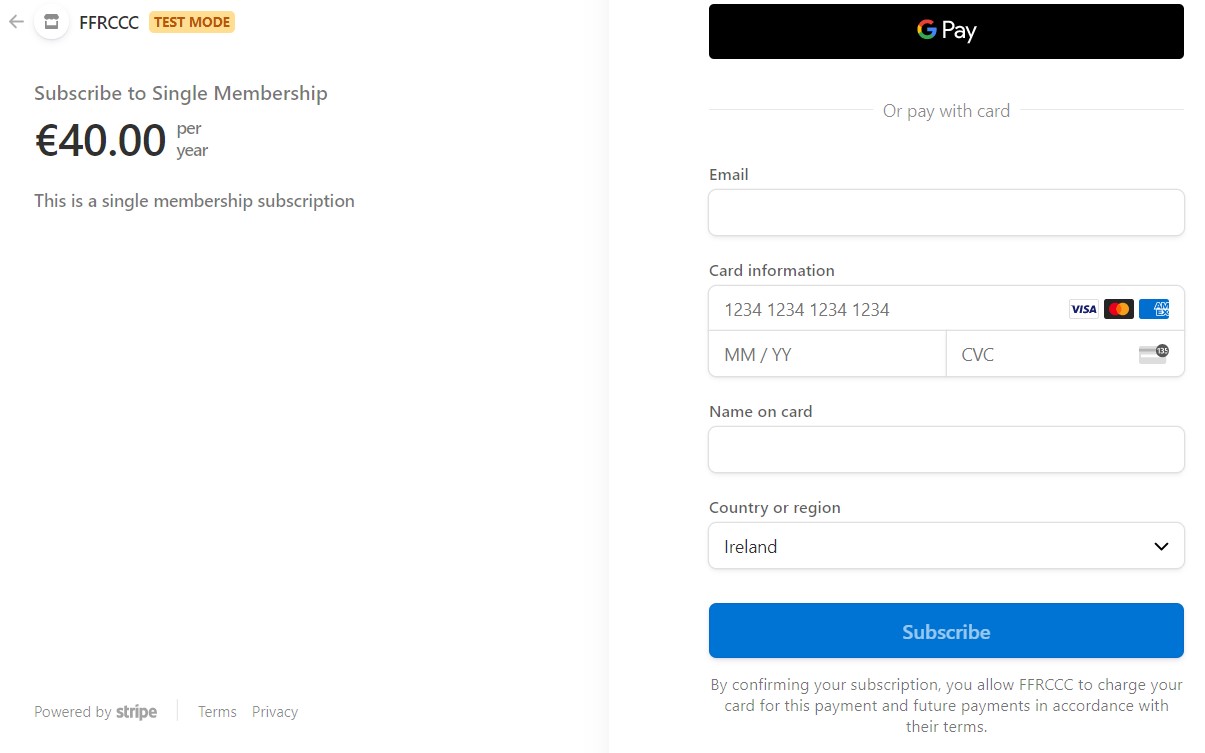 FFRCCC TEST MODE
Subscribe to Single Membership
€40.00 per
year
This is a single membership subscription
Powered by stripe Terms Privacy
G Pay
Or pay with card
Email
Card information
1234 1234 1234 1234 VISA AMEX
MM / YY CVC 135
Name on card
Country or region
Ireland
Subscribe
By confirming your subscription, you allow FFRCCC to charge your
card for this payment and future payments in accordance with
their terms.